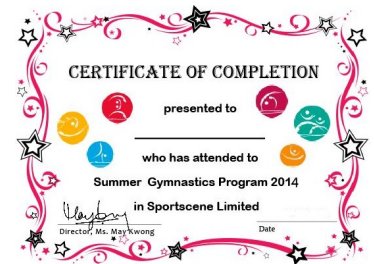 CERTIFICATE OF COMPLETION
presented to
who has attended to
Summer Gymnastics Program 2014
in Sportscene Limited
Director, Ms. May Kwong
Date